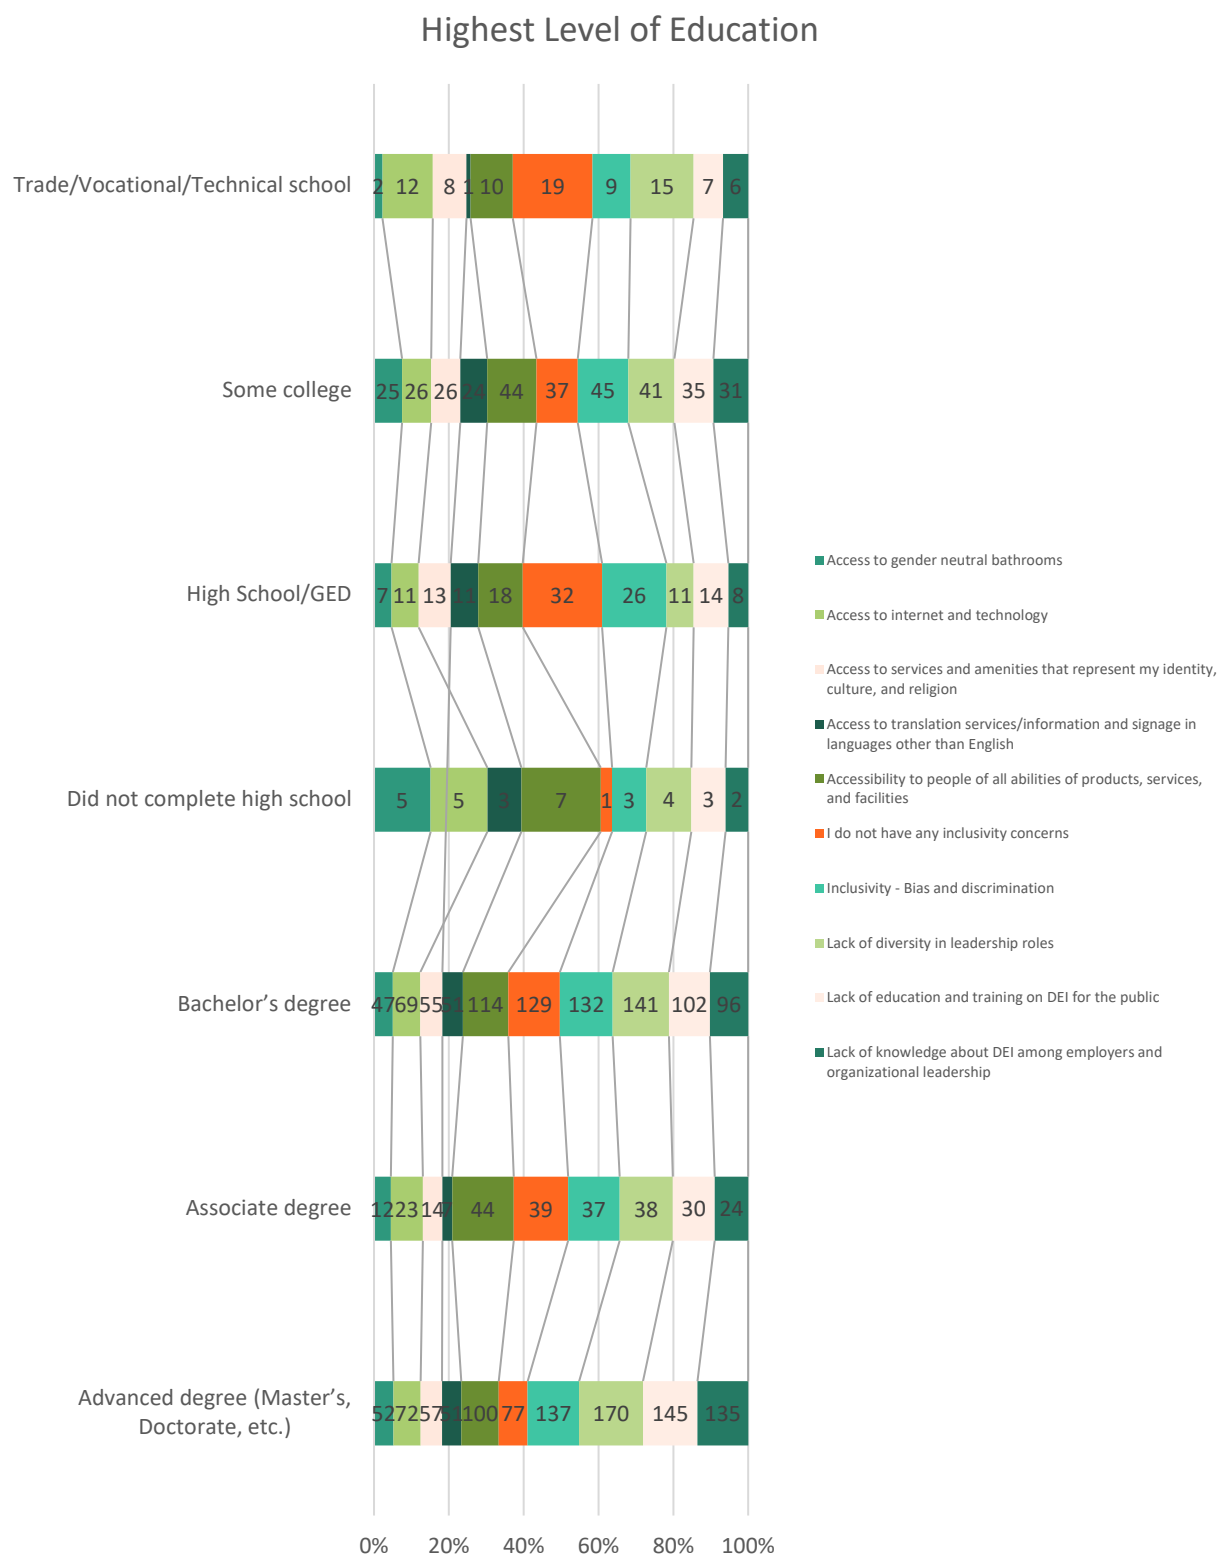 Highest Level of Education
Trade/Vocational/Technical school
2 12 8 1 10 19 9 15 7 6
Some college
25 26 26 24 44 37 45 41 35 31
High School/GED
7 11 13 11 18 32 26 11 14 8
Did not complete high school
5 5 3 7 1 3 4 3 2
Bachelor’s degree
47 69 55 51 114 129 132 141 102 96
Associate degree
12 23 14 7 44 39 37 38 30 24
Advanced degree (Master’s,
Doctorate, etc.)
52 72 57 51 100 77 137 170 145 135
0% 20% 40% 60% 80% 100%
Access to gender neutral bathrooms
Access to internet and technology
Access to services and amenities that represent my identity,
culture, and religion
Access to translation services/information and signage in
languages other than English
Accessibility to people of all abilities of products, services,
and facilities
I do not have any inclusivity concerns
Inclusivity - Bias and discrimination
Lack of diversity in leadership roles
Lack of education and training on DEI for the public
Lack of knowledge about DEI among employers and
organizational leadership